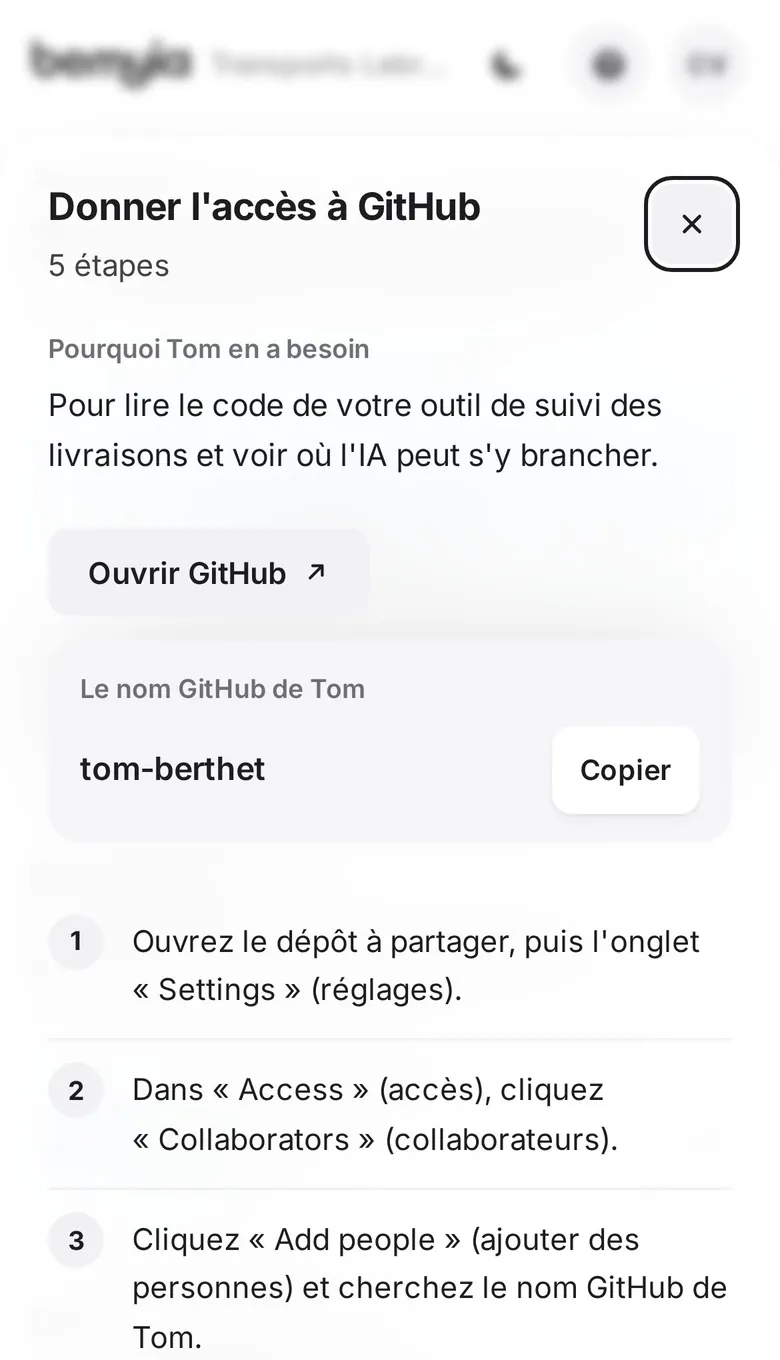 bemyia
CV
Donner l'accès à GitHub
5 étapes
Pourquoi Tom en a besoin
Pour lire le code de votre outil de suivi des
livraisons et voir où l'IA peut s'y brancher.
Ouvrir GitHub ↗
Le nom GitHub de Tom
tom-berthet
Copier
1 Ouvrez le dépôt à partager, puis l'onglet
« Settings » (réglages).
2 Dans « Access » (accès), cliquez
« Collaborators » (collaborateurs).
3 Cliquez « Add people » (ajouter des
personnes) et cherchez le nom GitHub de
Tom.